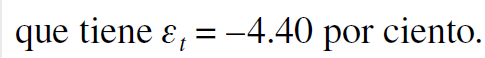 que tiene εₜ = –4.40 por ciento.